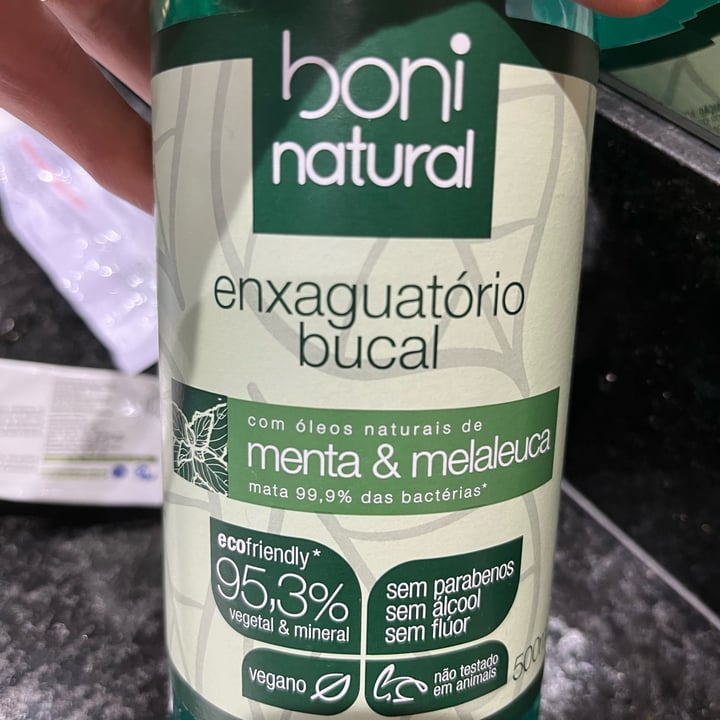 boni
natural
enxaguatório
bucal
com óleos naturais de
menta & melaleuca
mata 99,9% das bactérias*
ecofriendly*
95,3%
vegetal & mineral
sem parabenos
sem álcool
sem flúor
vegano
não testado
em animais